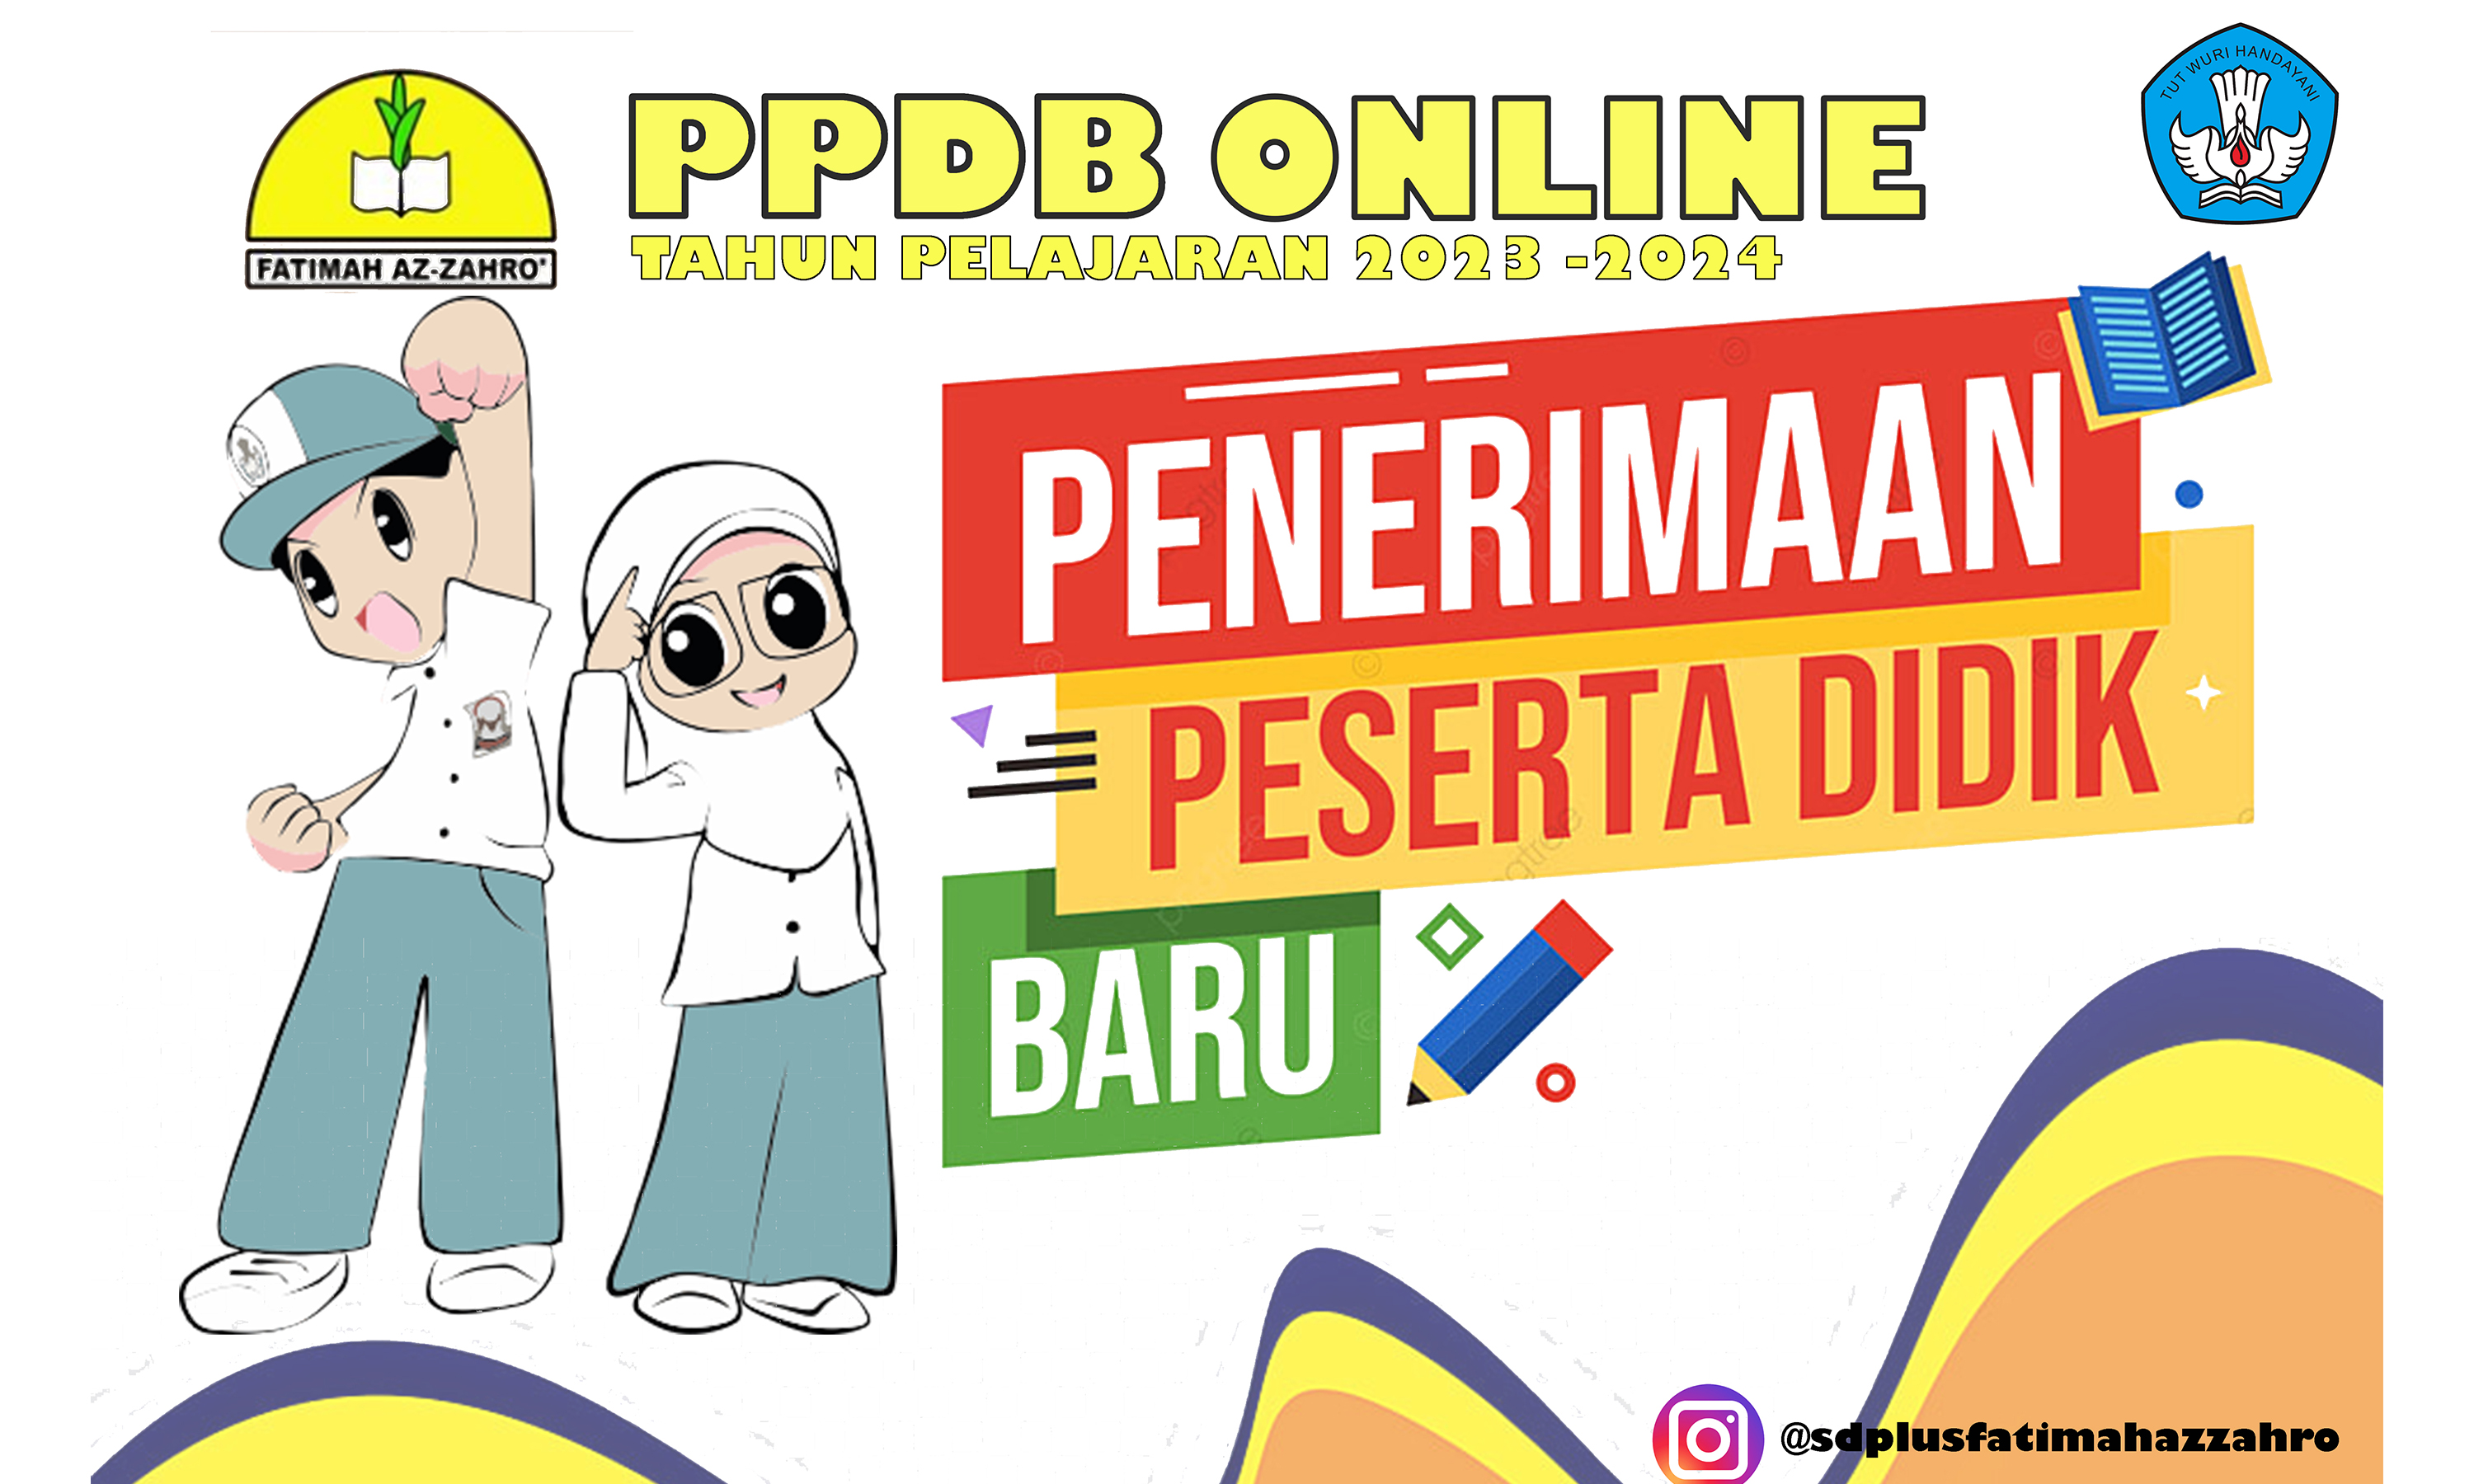 PPDB ONLINE
TAHUN PELAJARAN 2023 -2024
TUT WURI HANDAYANI
FATIMAH AZ-ZAHRO'
PENERIMAAN
PESERTA DIDIK
BARU
@sdplusfatimahazzahro